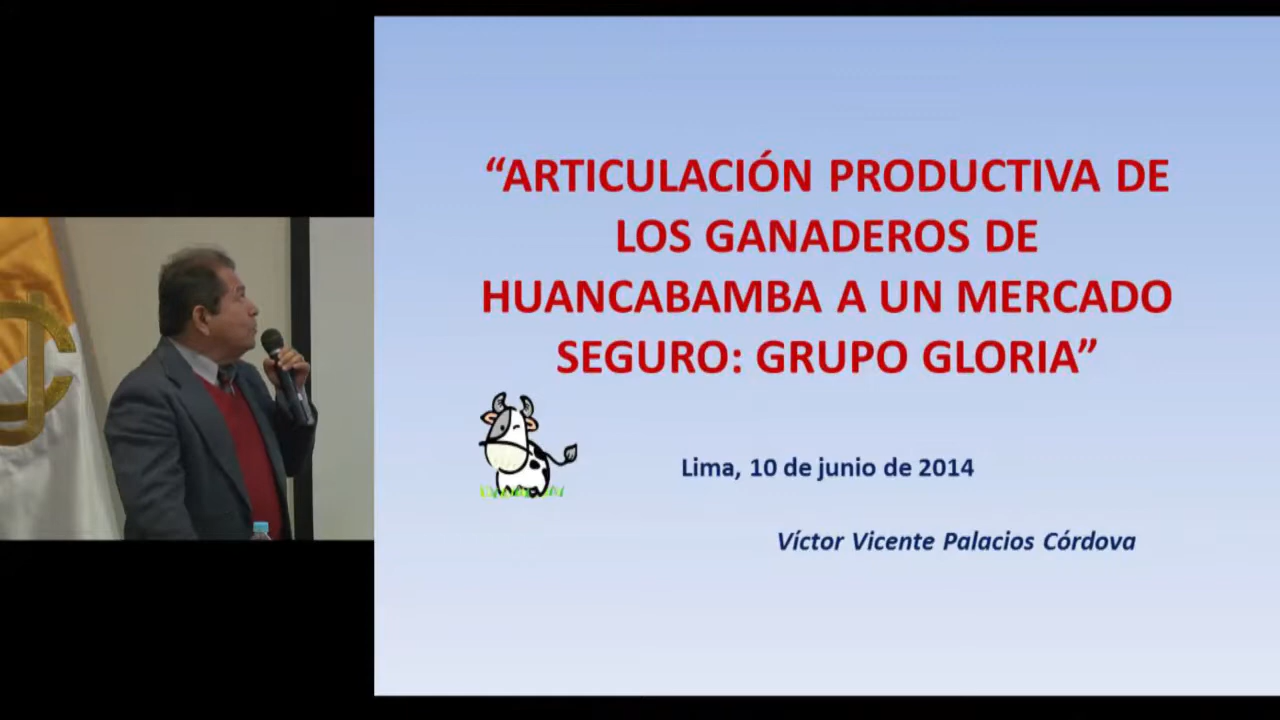 “ARTICULACIÓN PRODUCTIVA DE
LOS GANADEROS DE
HUANCABAMBA A UN MERCADO
SEGURO: GRUPO GLORIA”
Lima, 10 de junio de 2014
Víctor Vicente Palacios Córdova